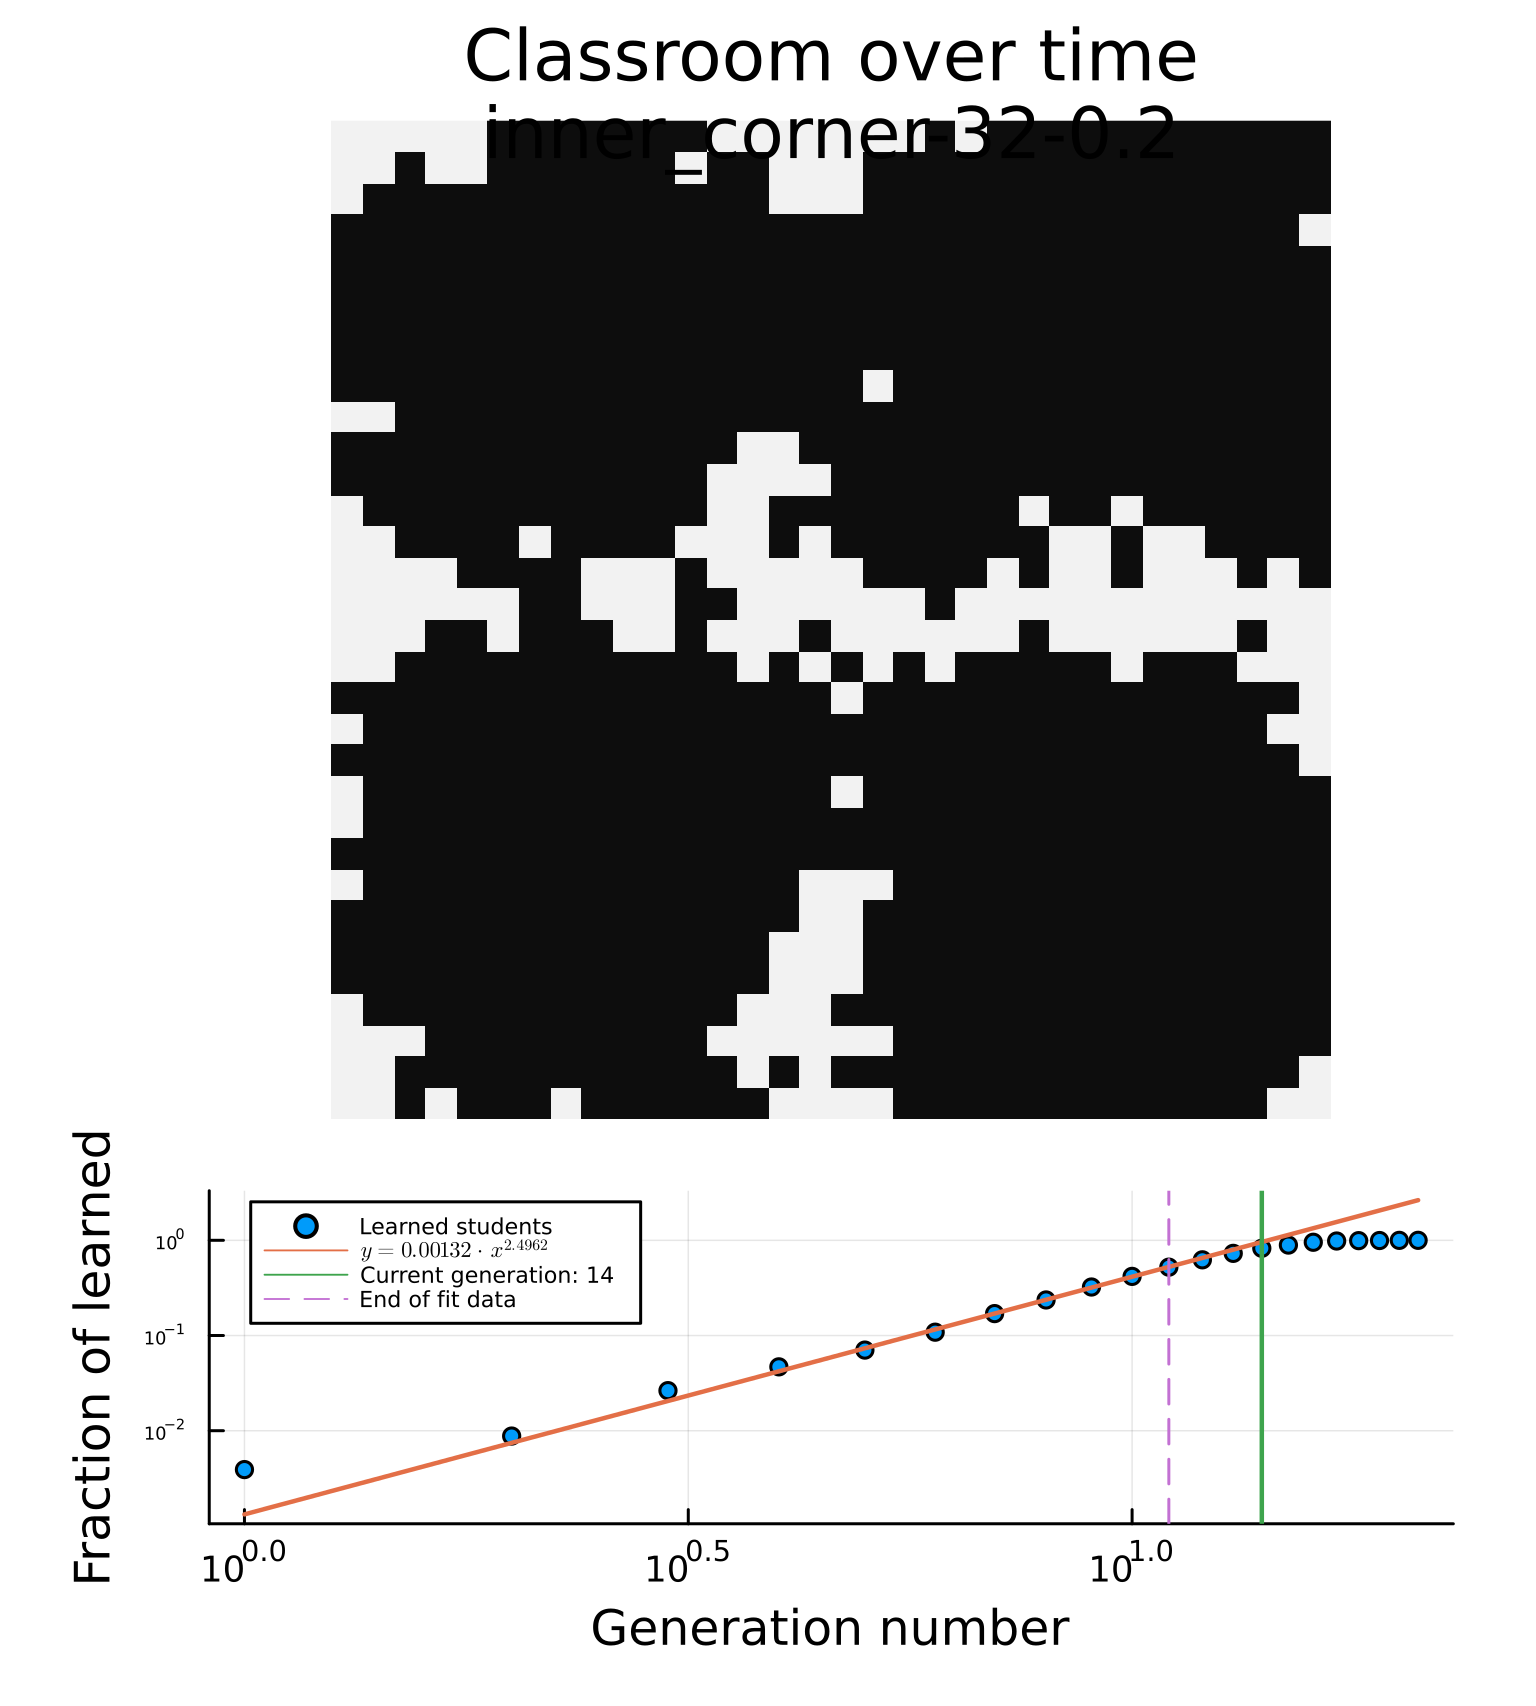 Classroom over time
inner_corner-32-0.2
Fraction of learned
10⁰
10⁻¹
10⁻²
Learned students
y = 0.00132 · x^2.4962
Current generation: 14
End of fit data
10^0.0
10^0.5
10^1.0
Generation number